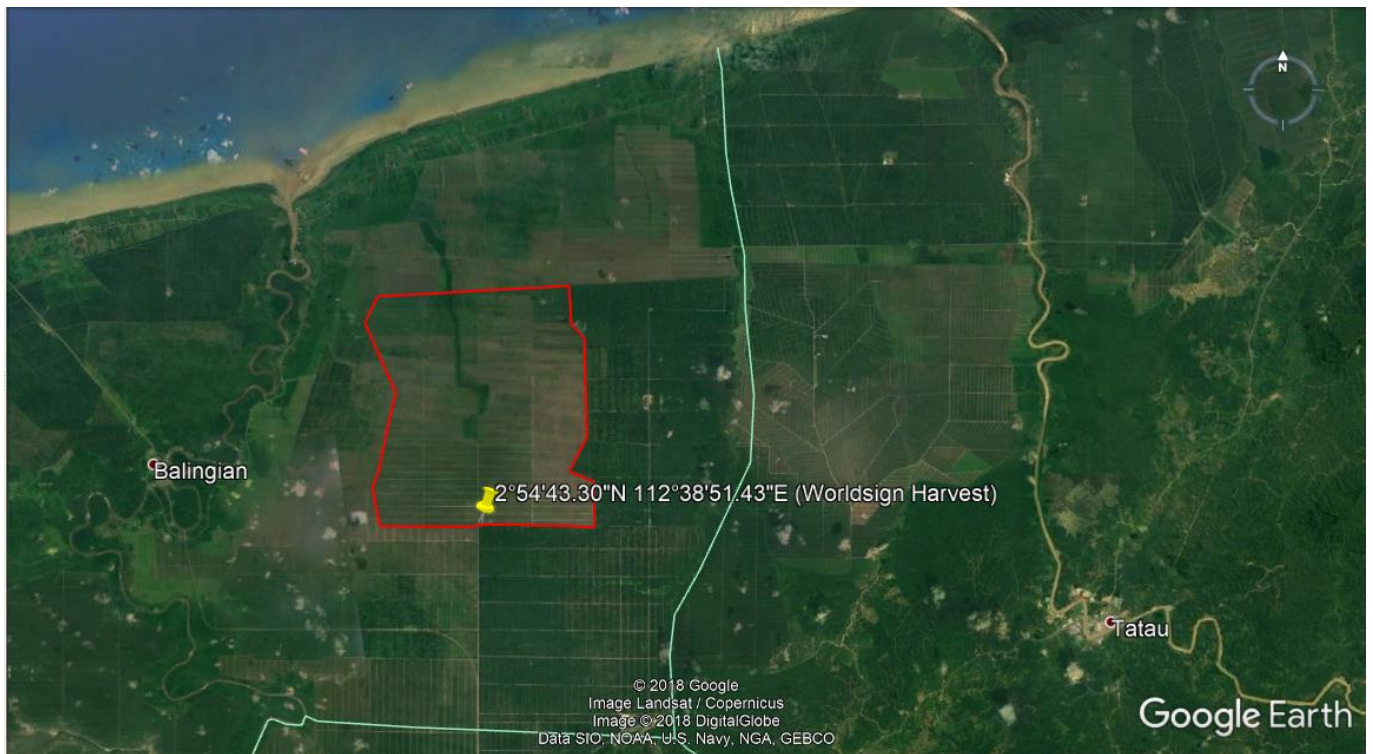 N
2°54'43.30"N 112°38'51.43"E (Worldsign Harvest)
Balingian
Tatau
© 2018 Google
Image Landsat / Copernicus
Image © 2018 DigitalGlobe
Data SIO, NOAA, U.S. Navy, NGA, GEBCO
Google Earth